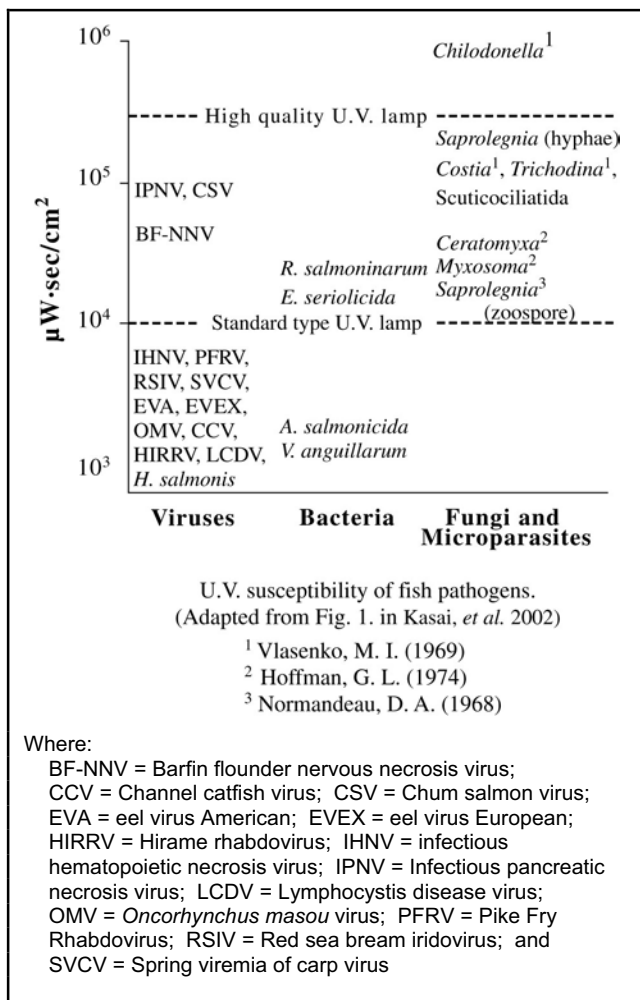 10⁶
Chilodonella¹
High quality U.V. lamp
Saprolegnia (hyphae)
10⁵
IPNV, CSV
Costia¹, Trichodina¹,
Scuticociliatida
BF-NNV
Ceratomyxa²
R. salmoninarum
Myxosoma²
E. seriolicida
Saprolegnia³
(zoospore)
10⁴
Standard type U.V. lamp
IHNV, PFRV,
RSIV, SVCV,
EVA, EVEX,
OMV, CCV,
HIRRV, LCDV,
H. salmonis
A. salmonicida
V. anguillarum
10³
µW·sec/cm²
Viruses
Bacteria
Fungi and
Microparasites
U.V. susceptibility of fish pathogens.
(Adapted from Fig. 1. in Kasai, et al. 2002)
¹ Vlasenko, M. I. (1969)
² Hoffman, G. L. (1974)
³ Normandeau, D. A. (1968)
Where:
BF-NNV = Barfin flounder nervous necrosis virus;
CCV = Channel catfish virus; CSV = Chum salmon virus;
EVA = eel virus American; EVEX = eel virus European;
HIRRV = Hirame rhabdovirus; IHNV = infectious
hematopoietic necrosis virus; IPNV = Infectious pancreatic
necrosis virus; LCDV = Lymphocystis disease virus;
OMV = Oncorhynchus masou virus; PFRV = Pike Fry
Rhabdovirus; RSIV = Red sea bream iridovirus; and
SVCV = Spring viremia of carp virus